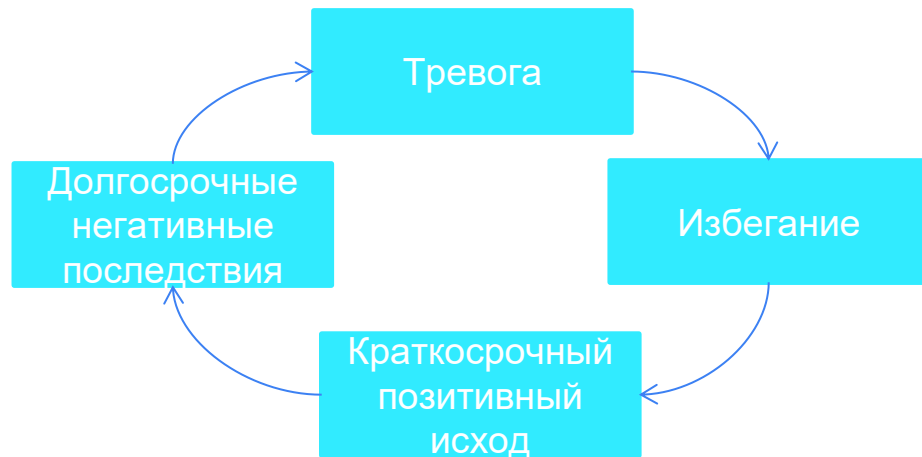 Тревога
Избегание
Краткосрочный
позитивный
исход
Долгосрочные
негативные
последствия